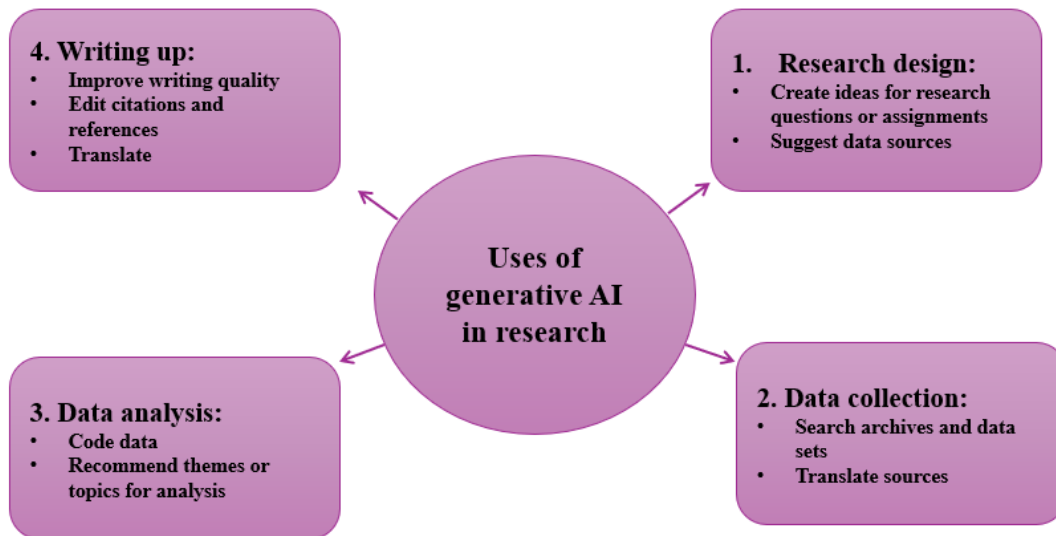 4. Writing up:
• Improve writing quality
• Edit citations and
references
• Translate
1. Research design:
• Create ideas for research
questions or assignments
• Suggest data sources
Uses of
generative AI
in research
3. Data analysis:
• Code data
• Recommend themes or
topics for analysis
2. Data collection:
• Search archives and data
sets
• Translate sources